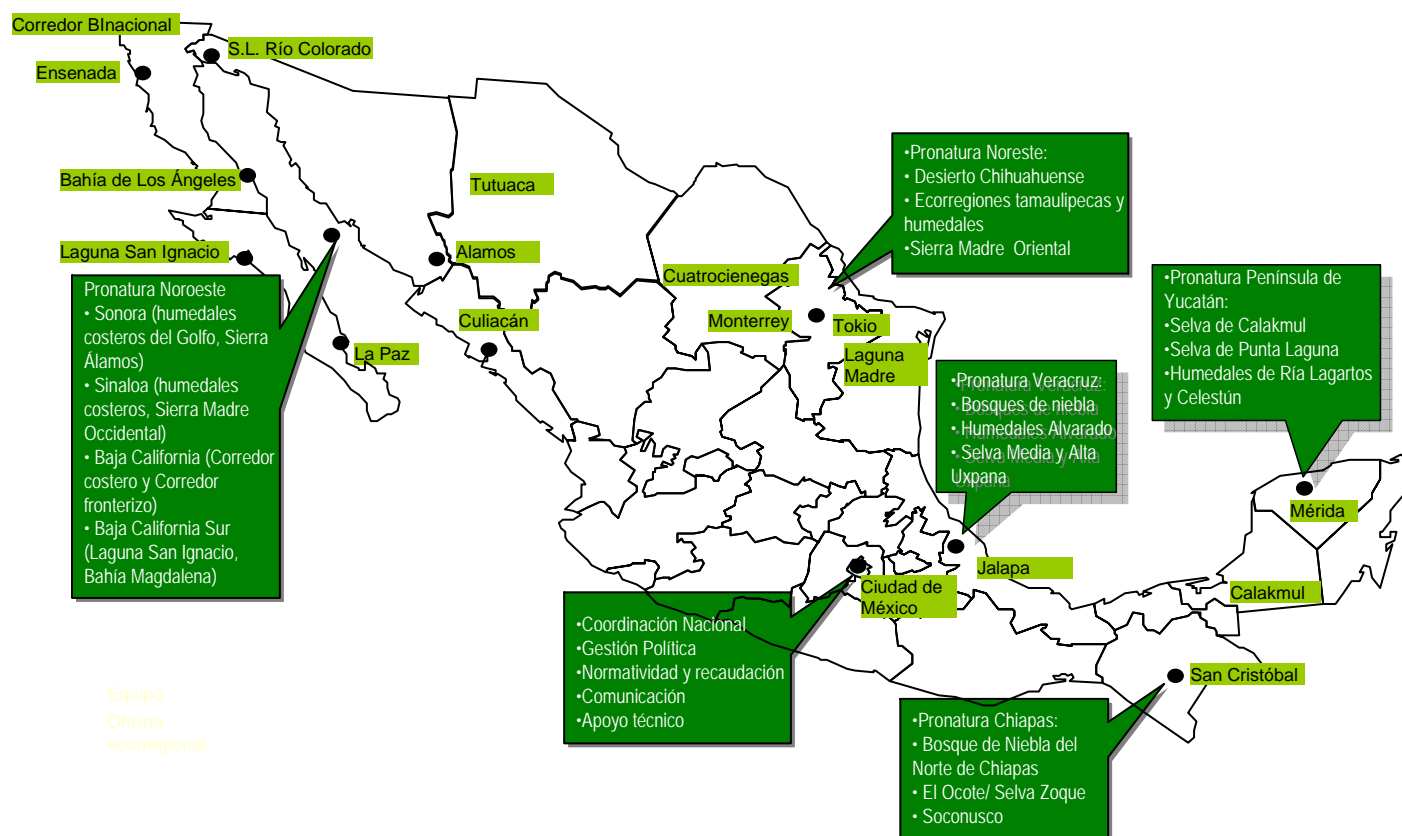 Corredor BInacional
S.L. Río Colorado
Ensenada
Bahía de Los Ángeles
Tutuaca
Laguna San Ignacio
Alamos
Pronatura Noroeste
• Sonora (humedales
costeros del Golfo, Sierra
Álamos)
• Sinaloa (humedales
costeros, Sierra Madre
Occidental)
• Baja California (Corredor
costero y Corredor
fronterizo)
• Baja California Sur
(Laguna San Ignacio,
Bahía Magdalena)
Culiacán
La Paz
Cuatrocienegas
Monterrey
Tokio
Laguna
Madre
•Pronatura Noreste:
• Desierto Chihuahuense
• Ecorregiones tamaulipecas y
humedales
•Sierra Madre Oriental
•Pronatura Península de
Yucatán:
•Selva de Calakmul
•Selva de Punta Laguna
•Humedales de Ría Lagartos
y Celestún
•Pronatura Veracruz:
• Bosques de niebla
• Humedales Alvarado
• Selva Media y Alta
Uxpana
Mérida
Jalapa
Calakmul
Ciudad de
México
•Coordinación Nacional
•Gestión Política
•Normatividad y recaudación
•Comunicación
•Apoyo técnico
San Cristóbal
•Pronatura Chiapas:
• Bosque de Niebla del
Norte de Chiapas
• El Ocote/ Selva Zoque
• Soconusco
Equipo
Oficina
ecorregional